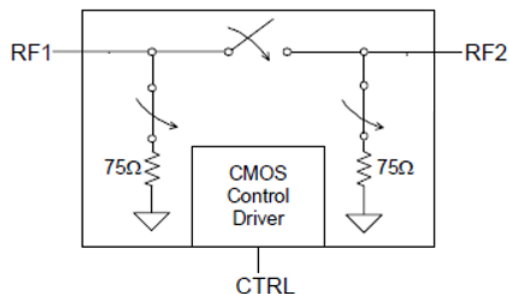 RF1
RF2
75Ω
75Ω
CMOS
Control
Driver
CTRL